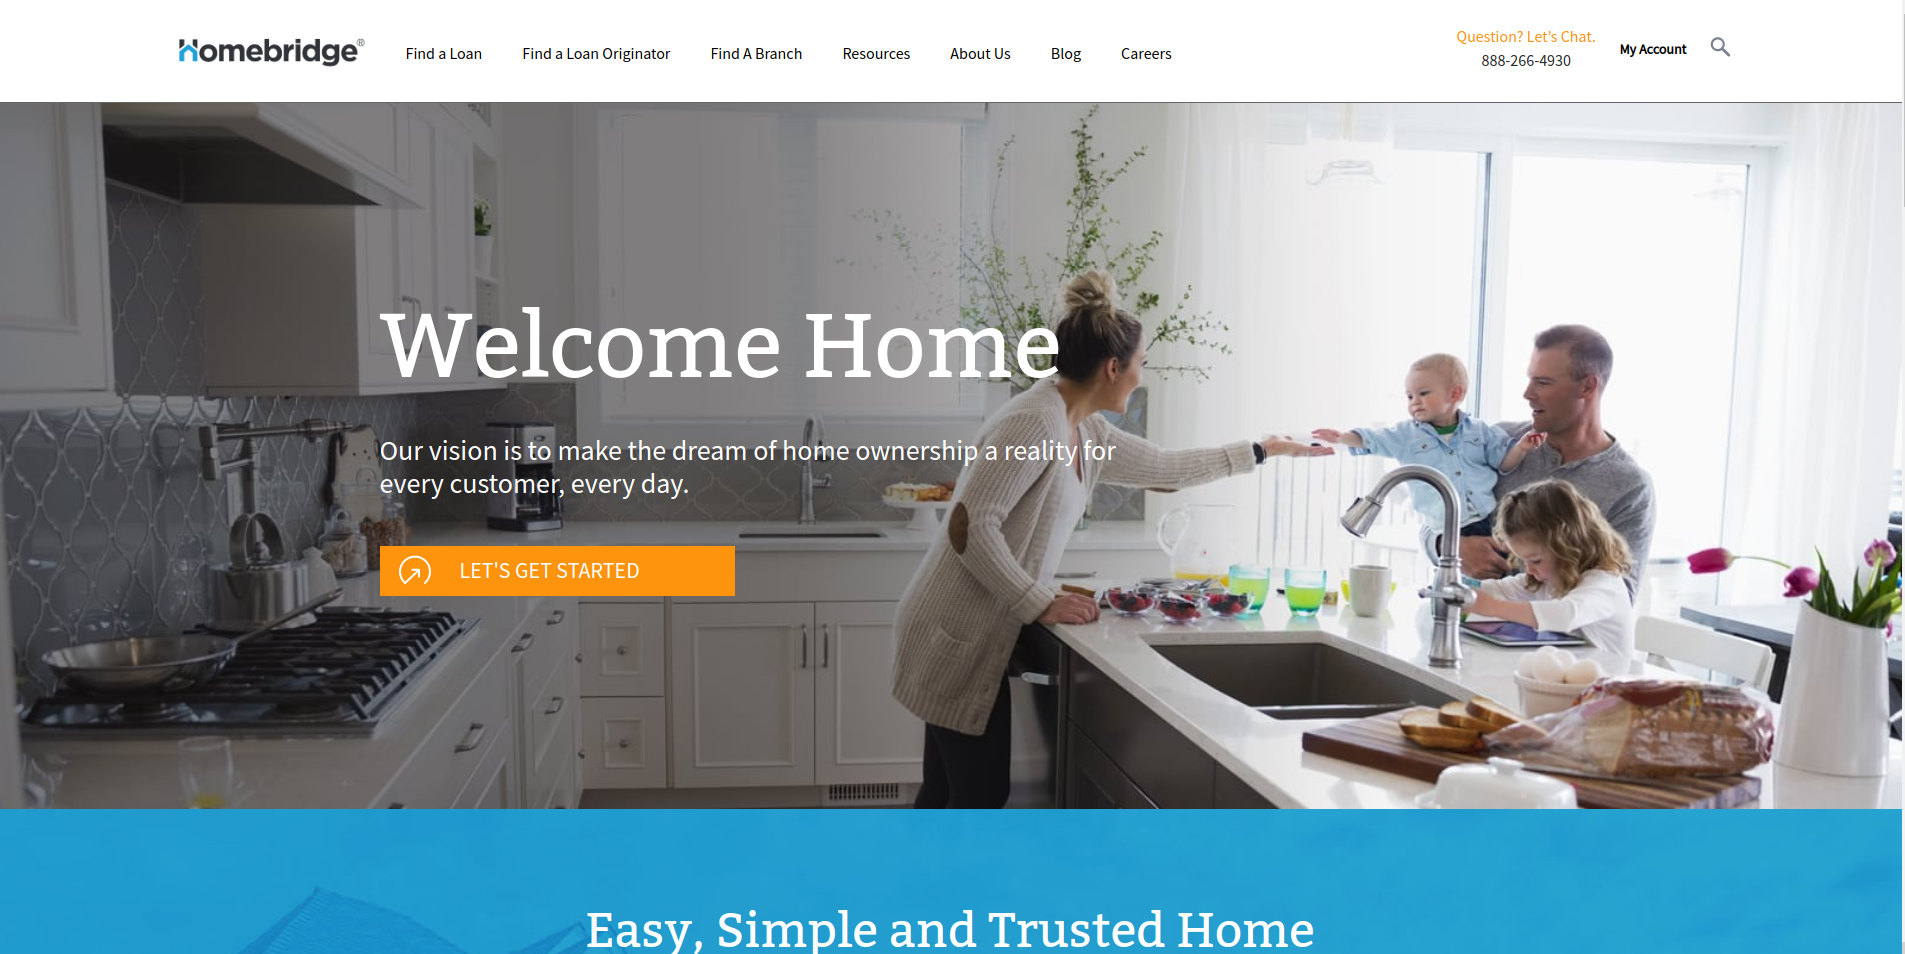 Homebridge®
Find a Loan
Find a Loan Originator
Find A Branch
Resources
About Us
Blog
Careers
Question? Let's Chat.
888-266-4930
My Account
Welcome Home
Our vision is to make the dream of home ownership a reality for
every customer, every day.
LET'S GET STARTED
Easy, Simple and Trusted Home